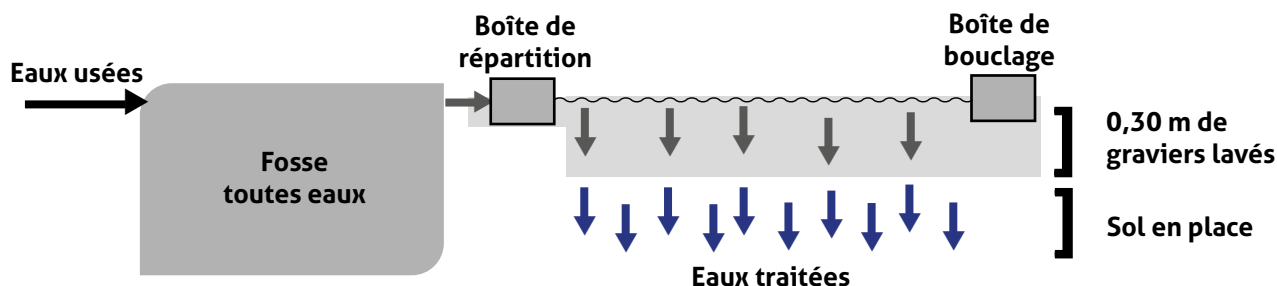 Eaux usées
Fosse
toutes eaux
Boîte de
répartition
Boîte de
bouclage
0,30 m de
graviers lavés
Sol en place
Eaux traitées